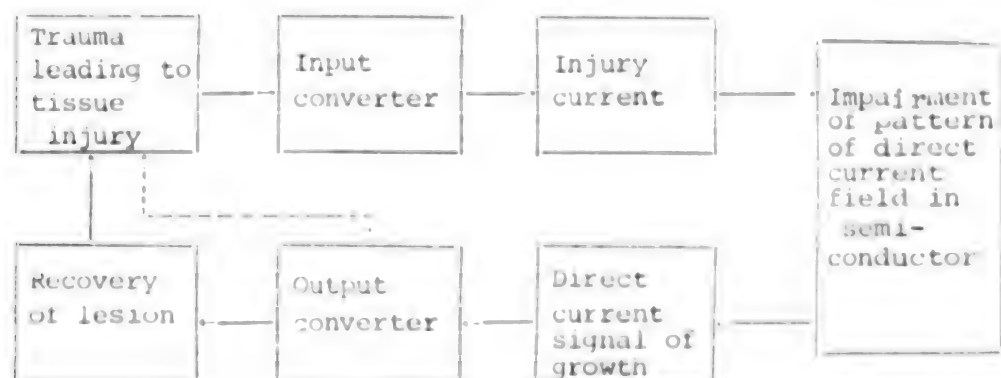 Trauma
leading to
tissue
injury
Input
converter
Injury
current
Impairment
of pattern
of direct
current
field in
semi-
conductor
Recovery
of lesion
Output
converter
Direct
current
signal of
growth